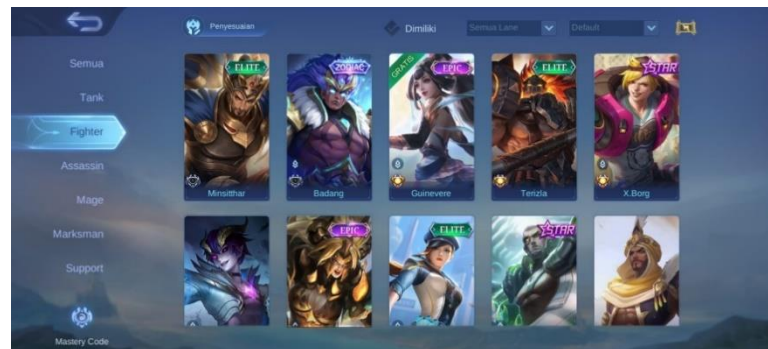 Penyesuaian
Dimiliki
Semua Lane
Default
Semua
Tank
Fighter
Assassin
Mage
Marksman
Support
Mastery Code
ELITE
ZODIAC
GRATIS
EPIC
ELITE
STAR
Minsitthar
Badang
Guinevere
Terizla
X.Borg
EPIC
ELITE
STAR